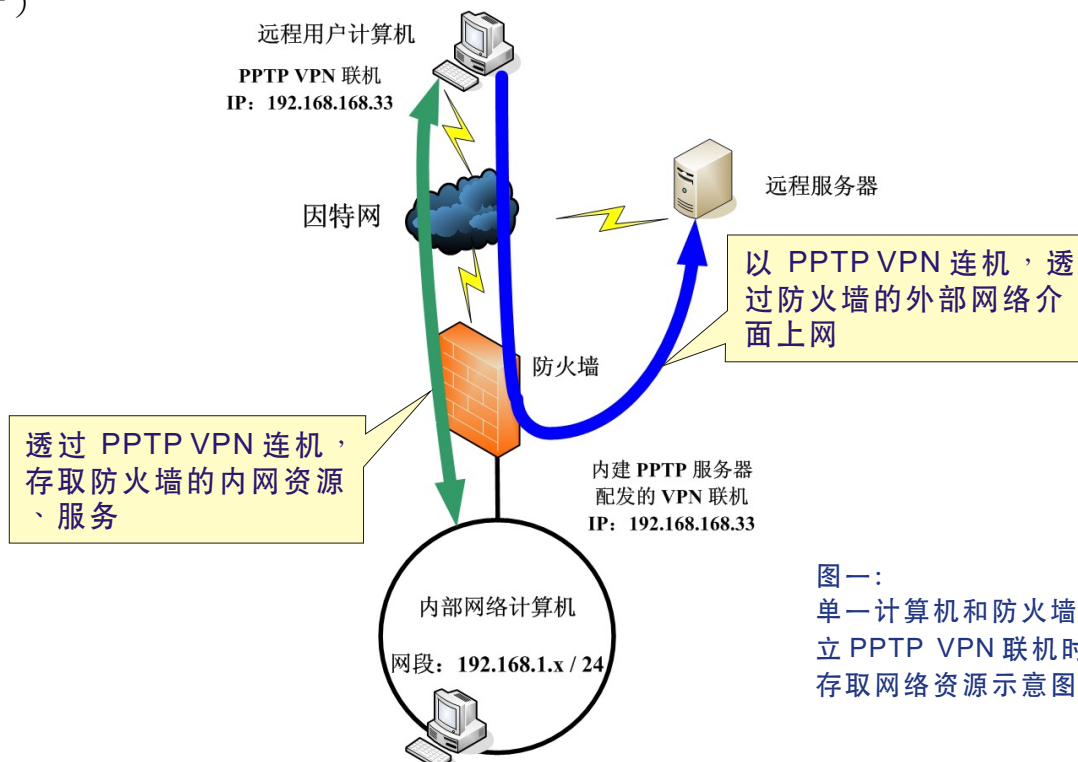 远程用户计算机
PPTP VPN 联机
IP：192.168.168.33
因特网
远程服务器
以 PPTP VPN 连机，透
过防火墙的外部网络介
面上网
防火墙
透过 PPTP VPN 连机，
存取防火墙的内网资源
、服务
内建 PPTP 服务器
配发的 VPN 联机
IP：192.168.168.33
内部网络计算机
网段：192.168.1.x / 24
图一：
单一计算机和防火墙
立 PPTP VPN 联机时
存取网络资源示意图